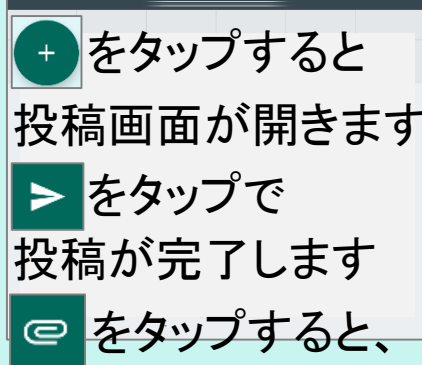 +をタップすると
投稿画面が開きます
をタップで
投稿が完了します
をタップすると、